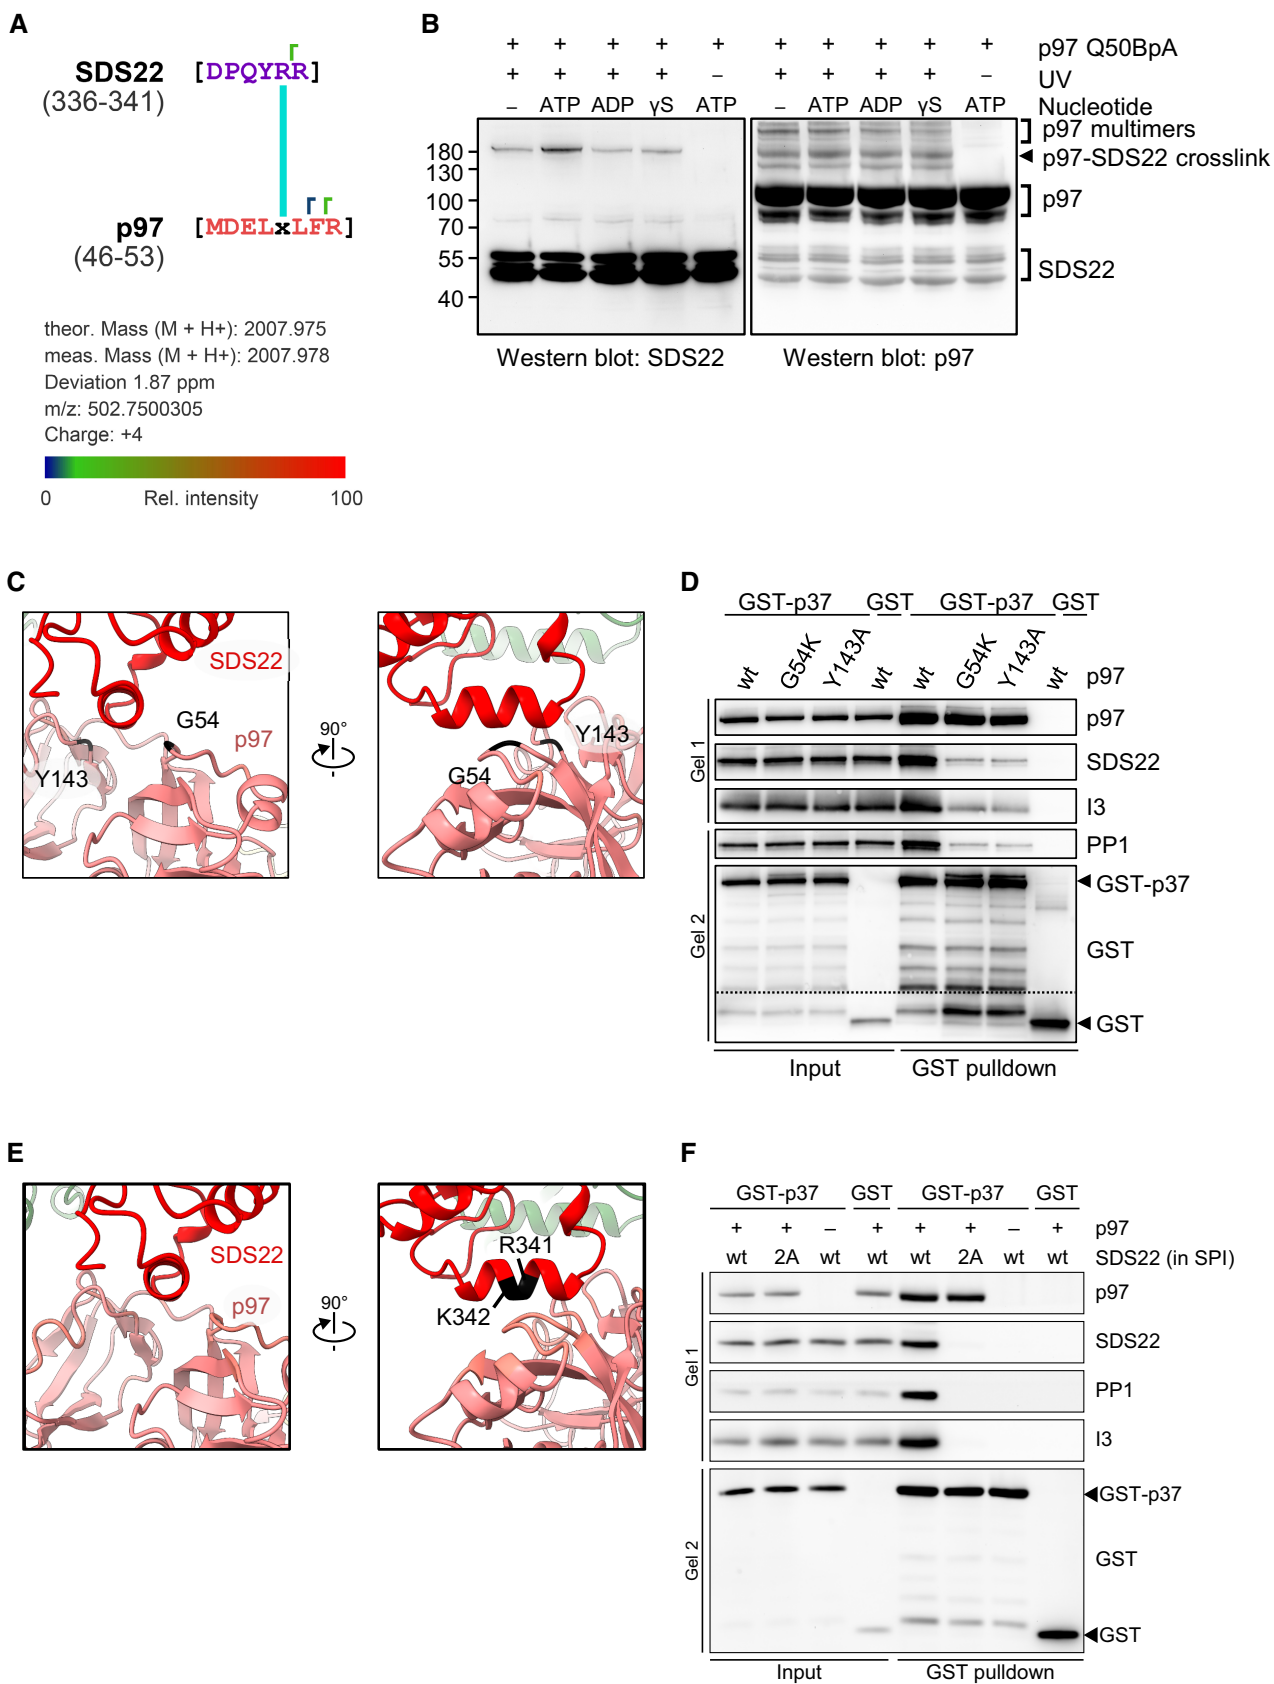 A
SDS22
(336-341)
[DPQYRR]
p97
(46-53)
[MDELxLFR]
theor. Mass (M + H+): 2007.975
meas. Mass (M + H+): 2007.978
Deviation 1.87 ppm
m/z: 502.7500305
Charge: +4
0 Rel. intensity 100
B
+ + + + + + + + + + p97 Q50BpA
+ + + + – + + + + – UV
– ATP ADP γS ATP – ATP ADP γS ATP Nucleotide
180
130
100
70
55
40
p97 multimers
p97-SDS22 crosslink
p97
SDS22
Western blot: SDS22
Western blot: p97
C
SDS22
G54
p97
Y143
90°
Y143
G54
D
GST-p37 GST GST-p37 GST
wt G54K Y143A wt wt G54K Y143A wt p97
Gel 1
p97
SDS22
I3
Gel 2
PP1
GST-p37
GST
GST
Input GST pulldown
E
SDS22
p97
90°
R341
K342
F
GST-p37 GST GST-p37 GST
+ + – + + + – + p97
wt 2A wt wt wt 2A wt wt SDS22 (in SPI)
Gel 1
p97
SDS22
PP1
I3
Gel 2
GST-p37
GST
GST
Input GST pulldown